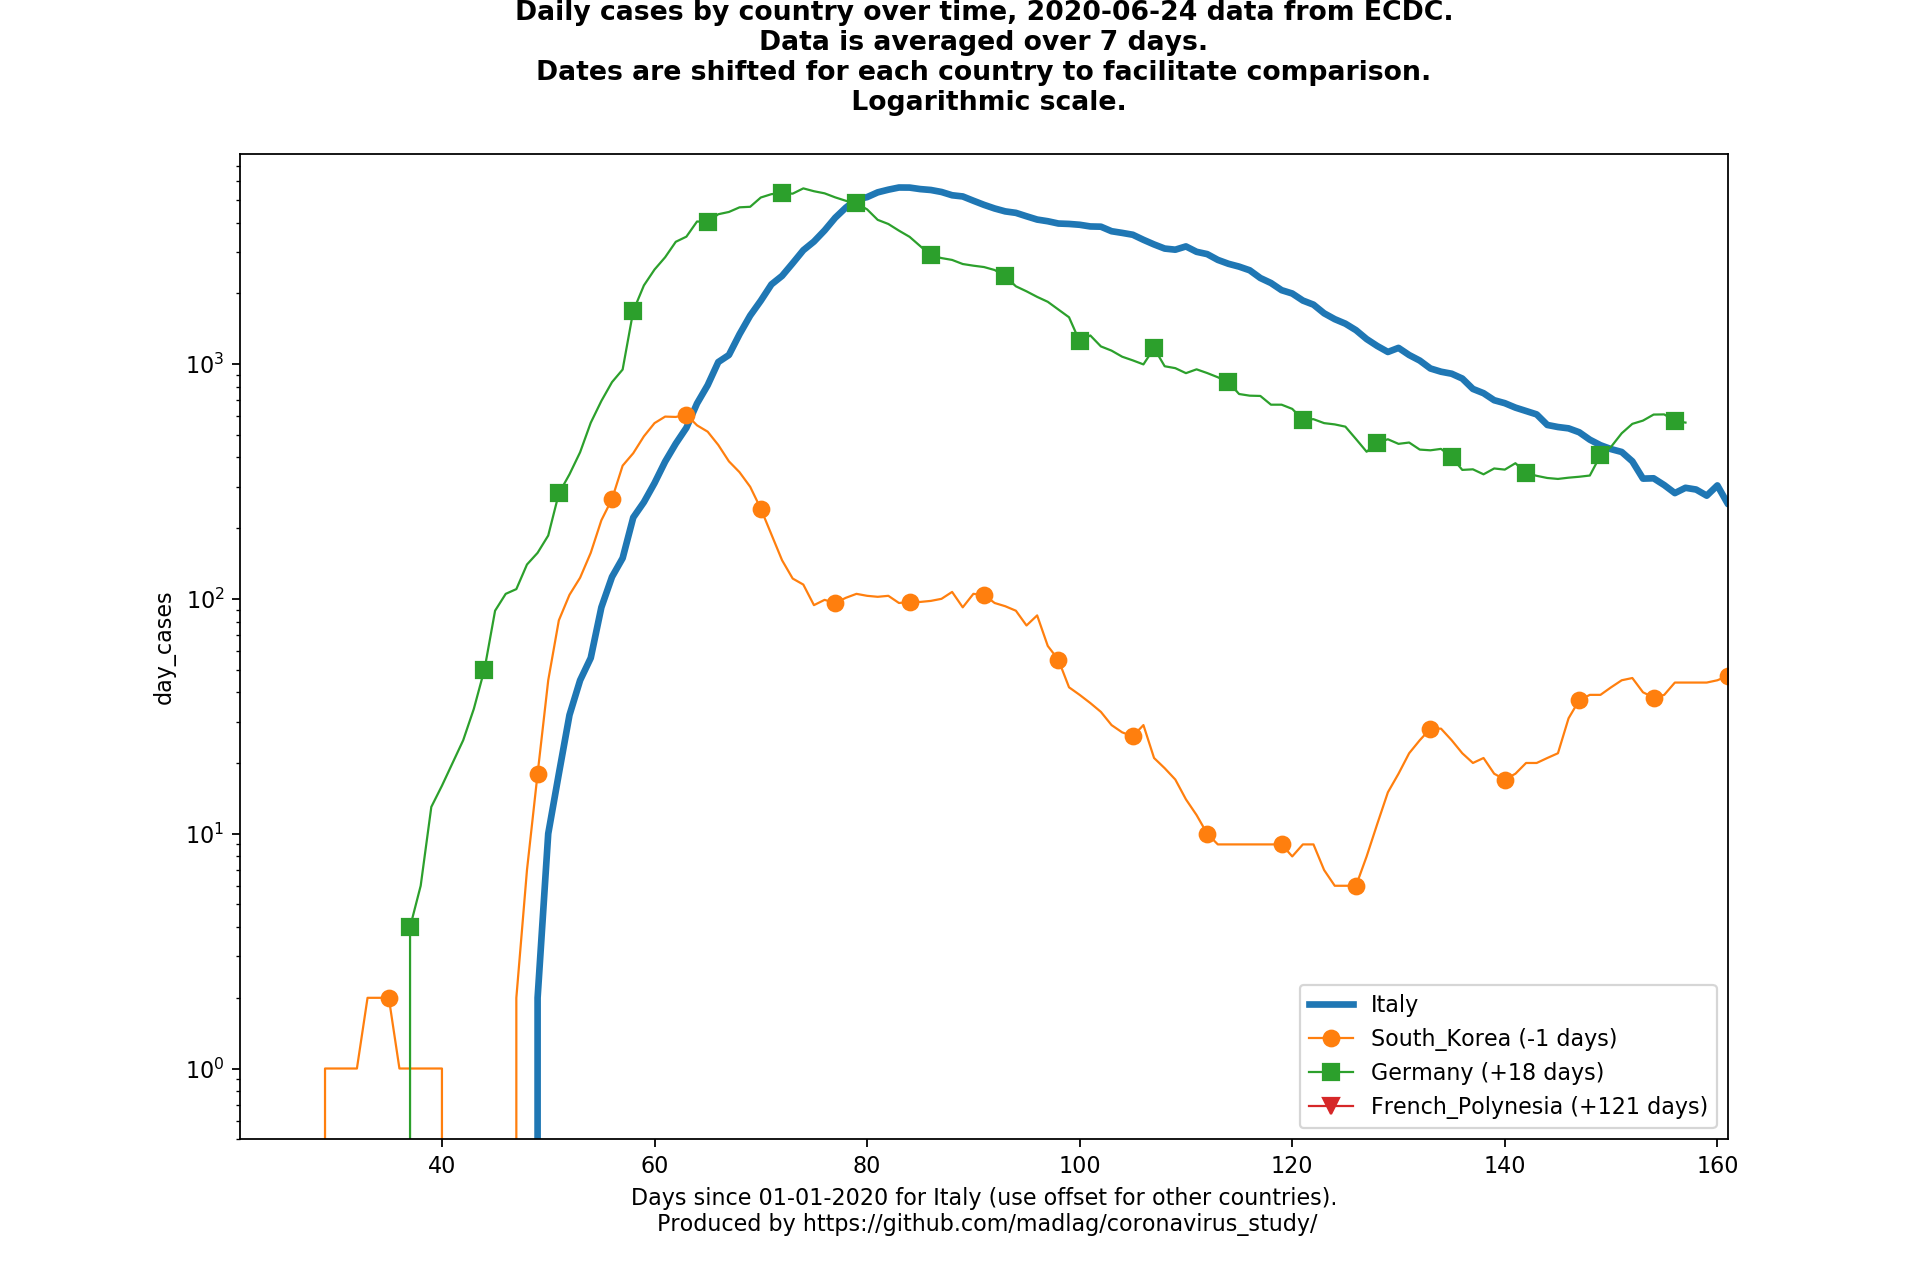 Daily cases by country over time, 2020-06-24 data from ECDC.
Data is averaged over 7 days.
Dates are shifted for each country to facilitate comparison.
Logarithmic scale.
10³
10²
10¹
10⁰
day_cases
40 60 80 100 120 140 160
Days since 01-01-2020 for Italy (use offset for other countries).
Produced by https://github.com/madlag/coronavirus_study/
Italy
South_Korea (-1 days)
Germany (+18 days)
French_Polynesia (+121 days)